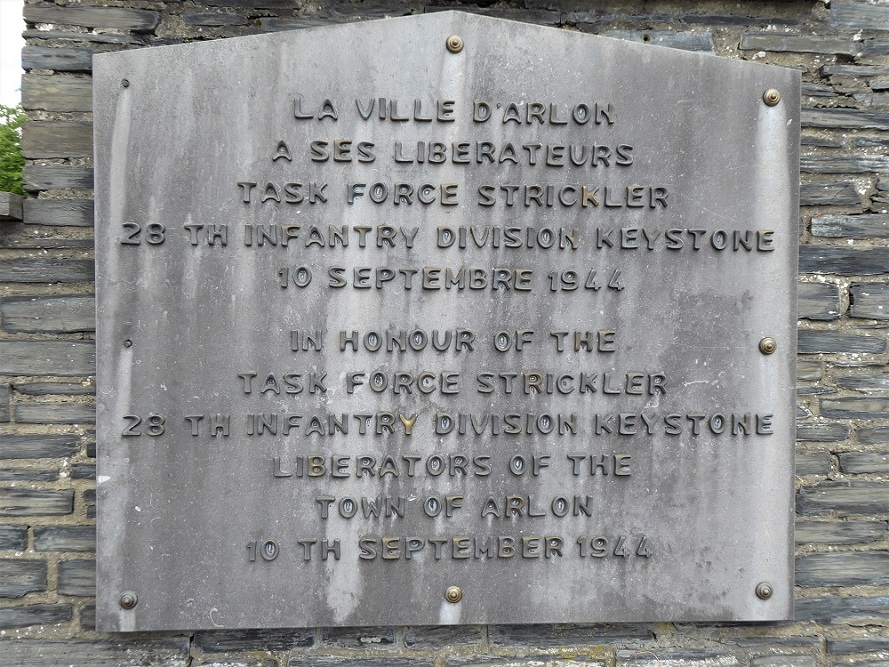 LA VILLE D'ARLON
A SES LIBERATEURS
TASK FORCE STRICKLER
28 TH INFANTRY DIVISION KEYSTONE
10 SEPTEMBRE 1944
IN HONOUR OF THE
TASK FORCE STRICKLER
28 TH INFANTRY DIVISION KEYSTONE
LIBERATORS OF THE
TOWN OF ARLON
10 TH SEPTEMBER 1944